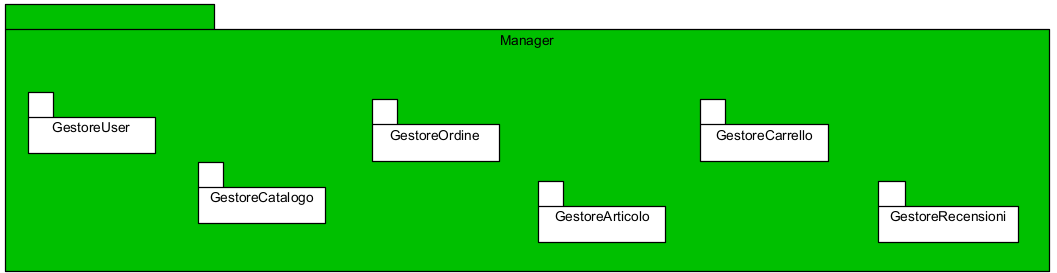 Manager
GestoreUser
GestoreOrdine
GestoreCarrello
GestoreCatalogo
GestoreArticolo
GestoreRecensioni